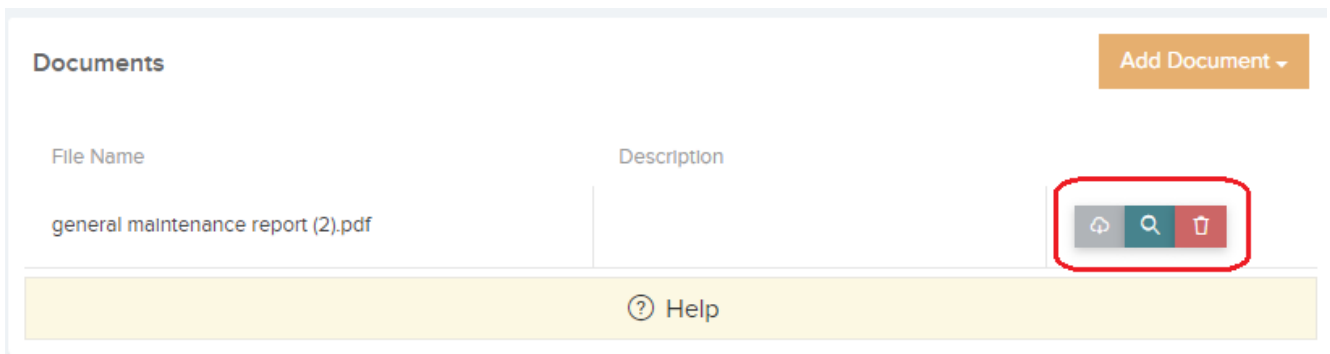 Documents
Add Document
File Name
Description
general maintenance report (2).pdf
? Help